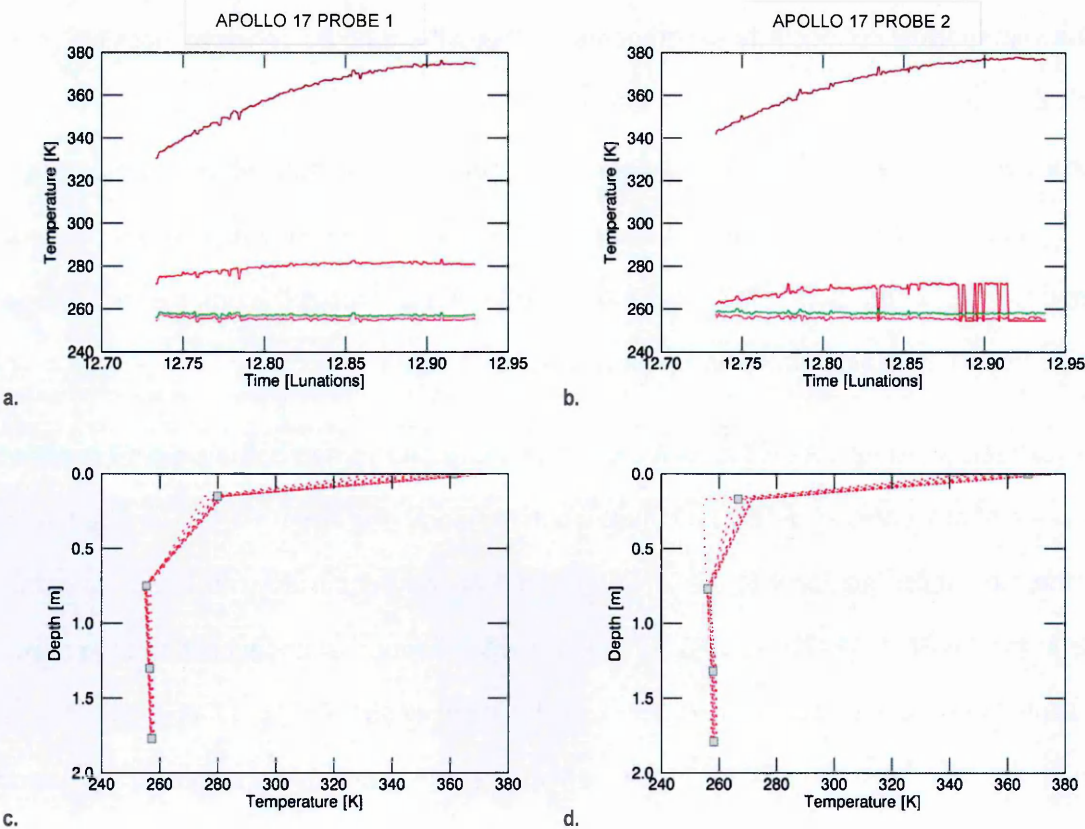 APOLLO 17 PROBE 1
380
360
340
320
300
280
260
240
Temperature [K]
12.70 12.75 12.80 12.85 12.90 12.95
Time [Lunations]
a.
APOLLO 17 PROBE 2
380
360
340
320
300
280
260
240
Temperature [K]
12.70 12.75 12.80 12.85 12.90 12.95
Time [Lunations]
b.
0.0
0.5
1.0
1.5
2.0
Depth [m]
240 260 280 300 320 340 360 380
Temperature [K]
c.
0.0
0.5
1.0
1.5
2.0
Depth [m]
240 260 280 300 320 340 360 380
Temperature [K]
d.